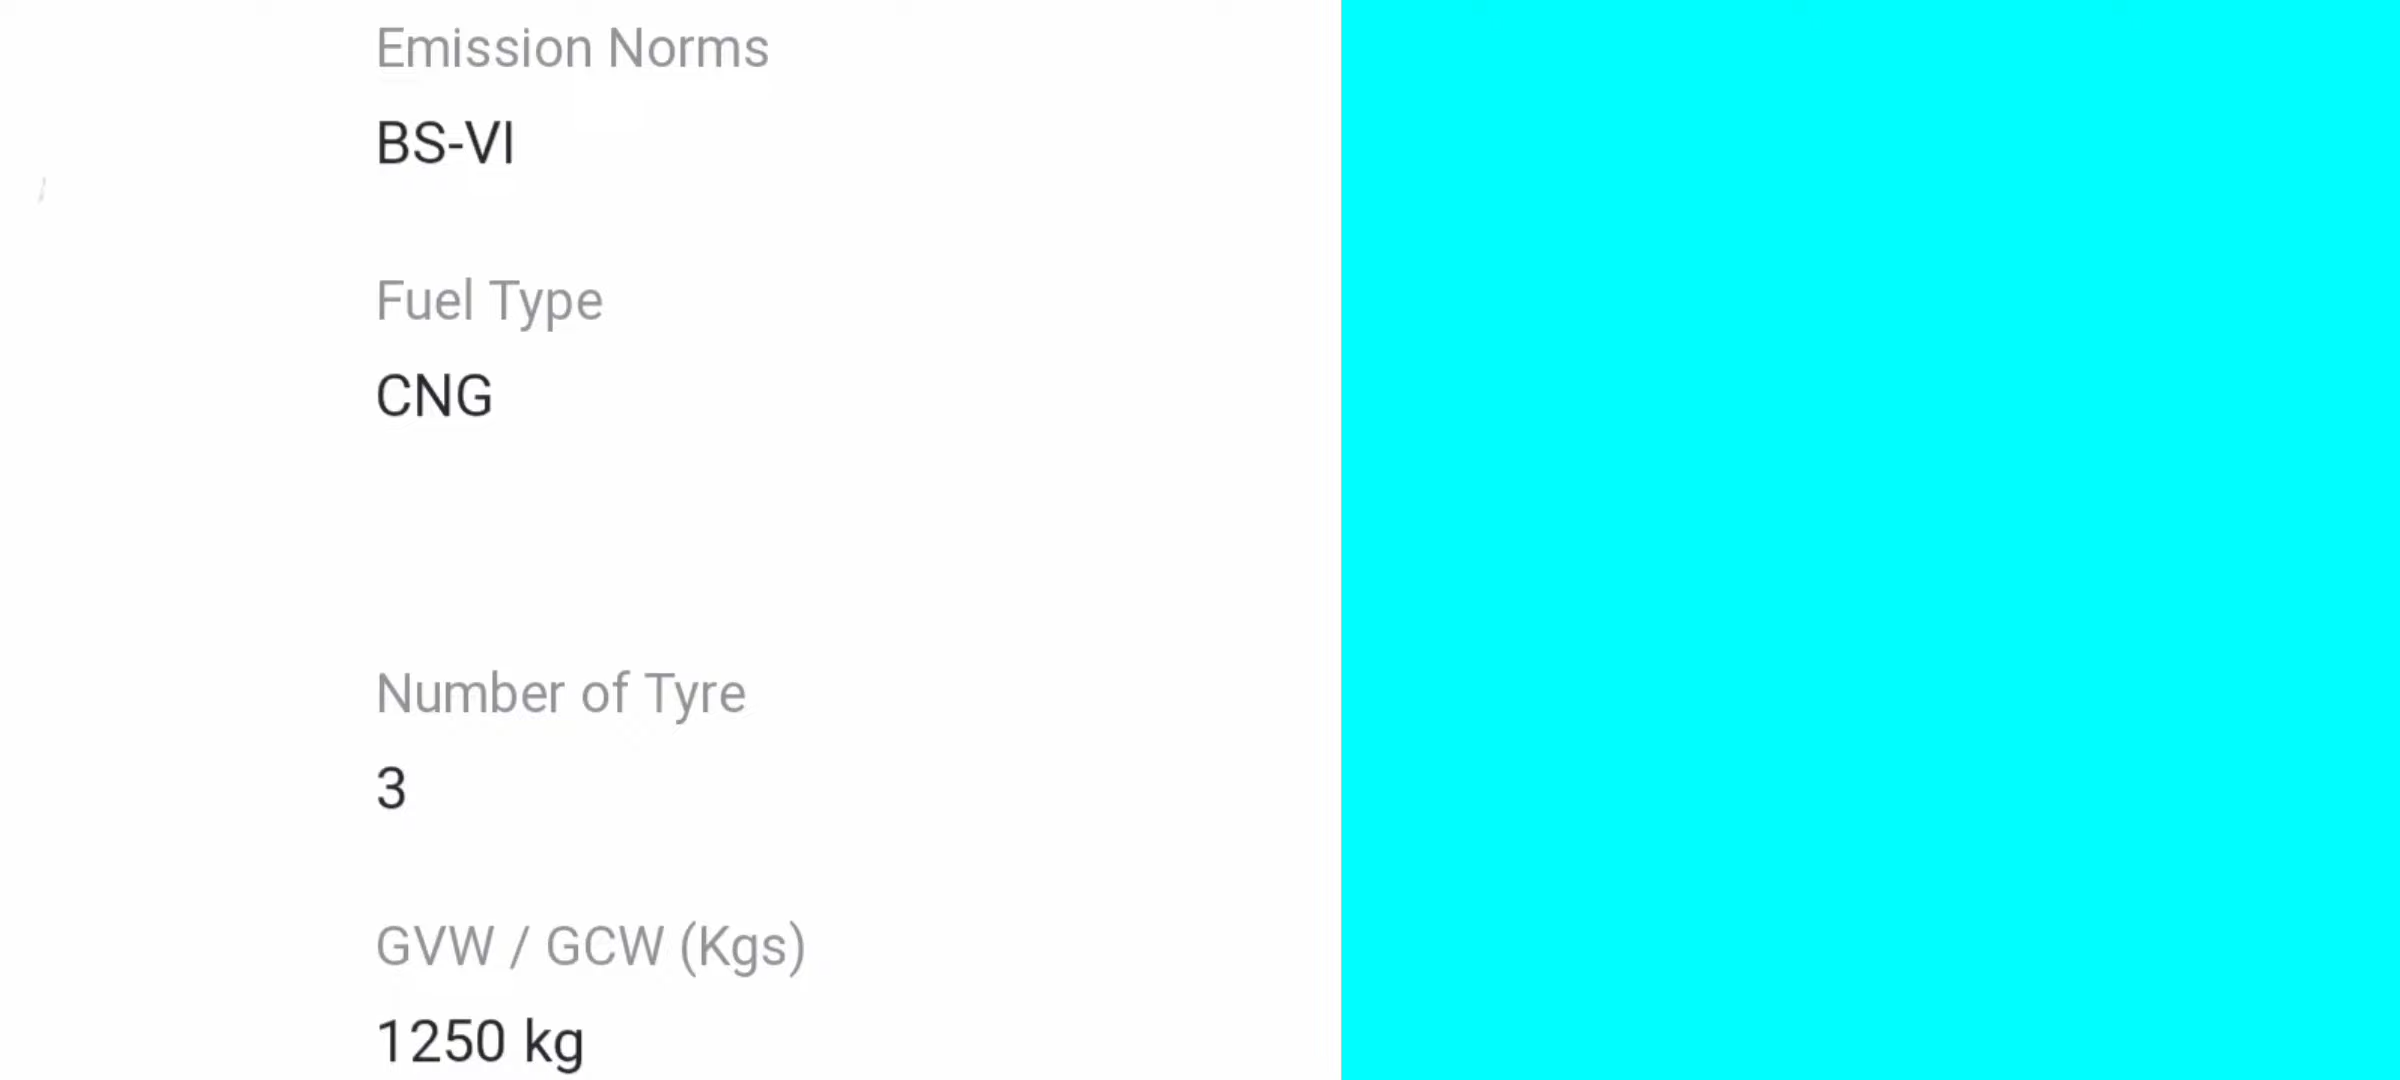 Emission Norms
BS-VI
Fuel Type
CNG
Number of Tyre
3
GVW / GCW (Kgs)
1250 kg